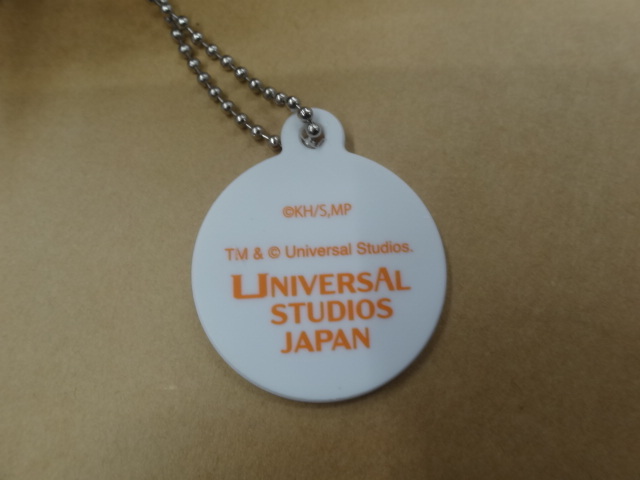 ©KH/S,MP
TM & © Universal Studios.
UNIVERSAL
STUDIOS
JAPAN